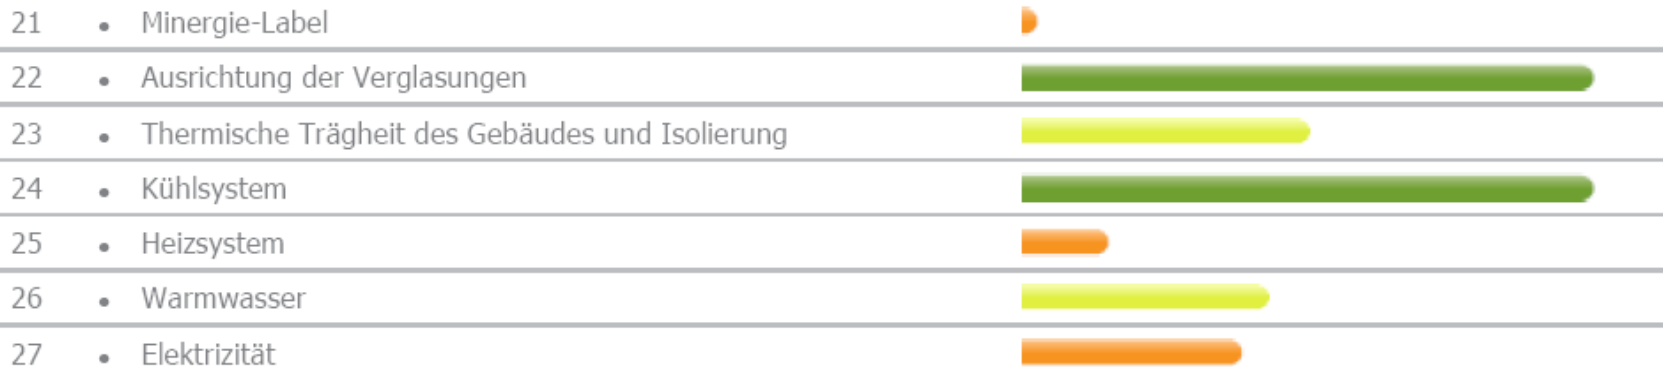 21 • Minergie-Label
22 • Ausrichtung der Verglasungen
23 • Thermische Trägheit des Gebäudes und Isolierung
24 • Kühlsystem
25 • Heizsystem
26 • Warmwasser
27 • Elektrizität